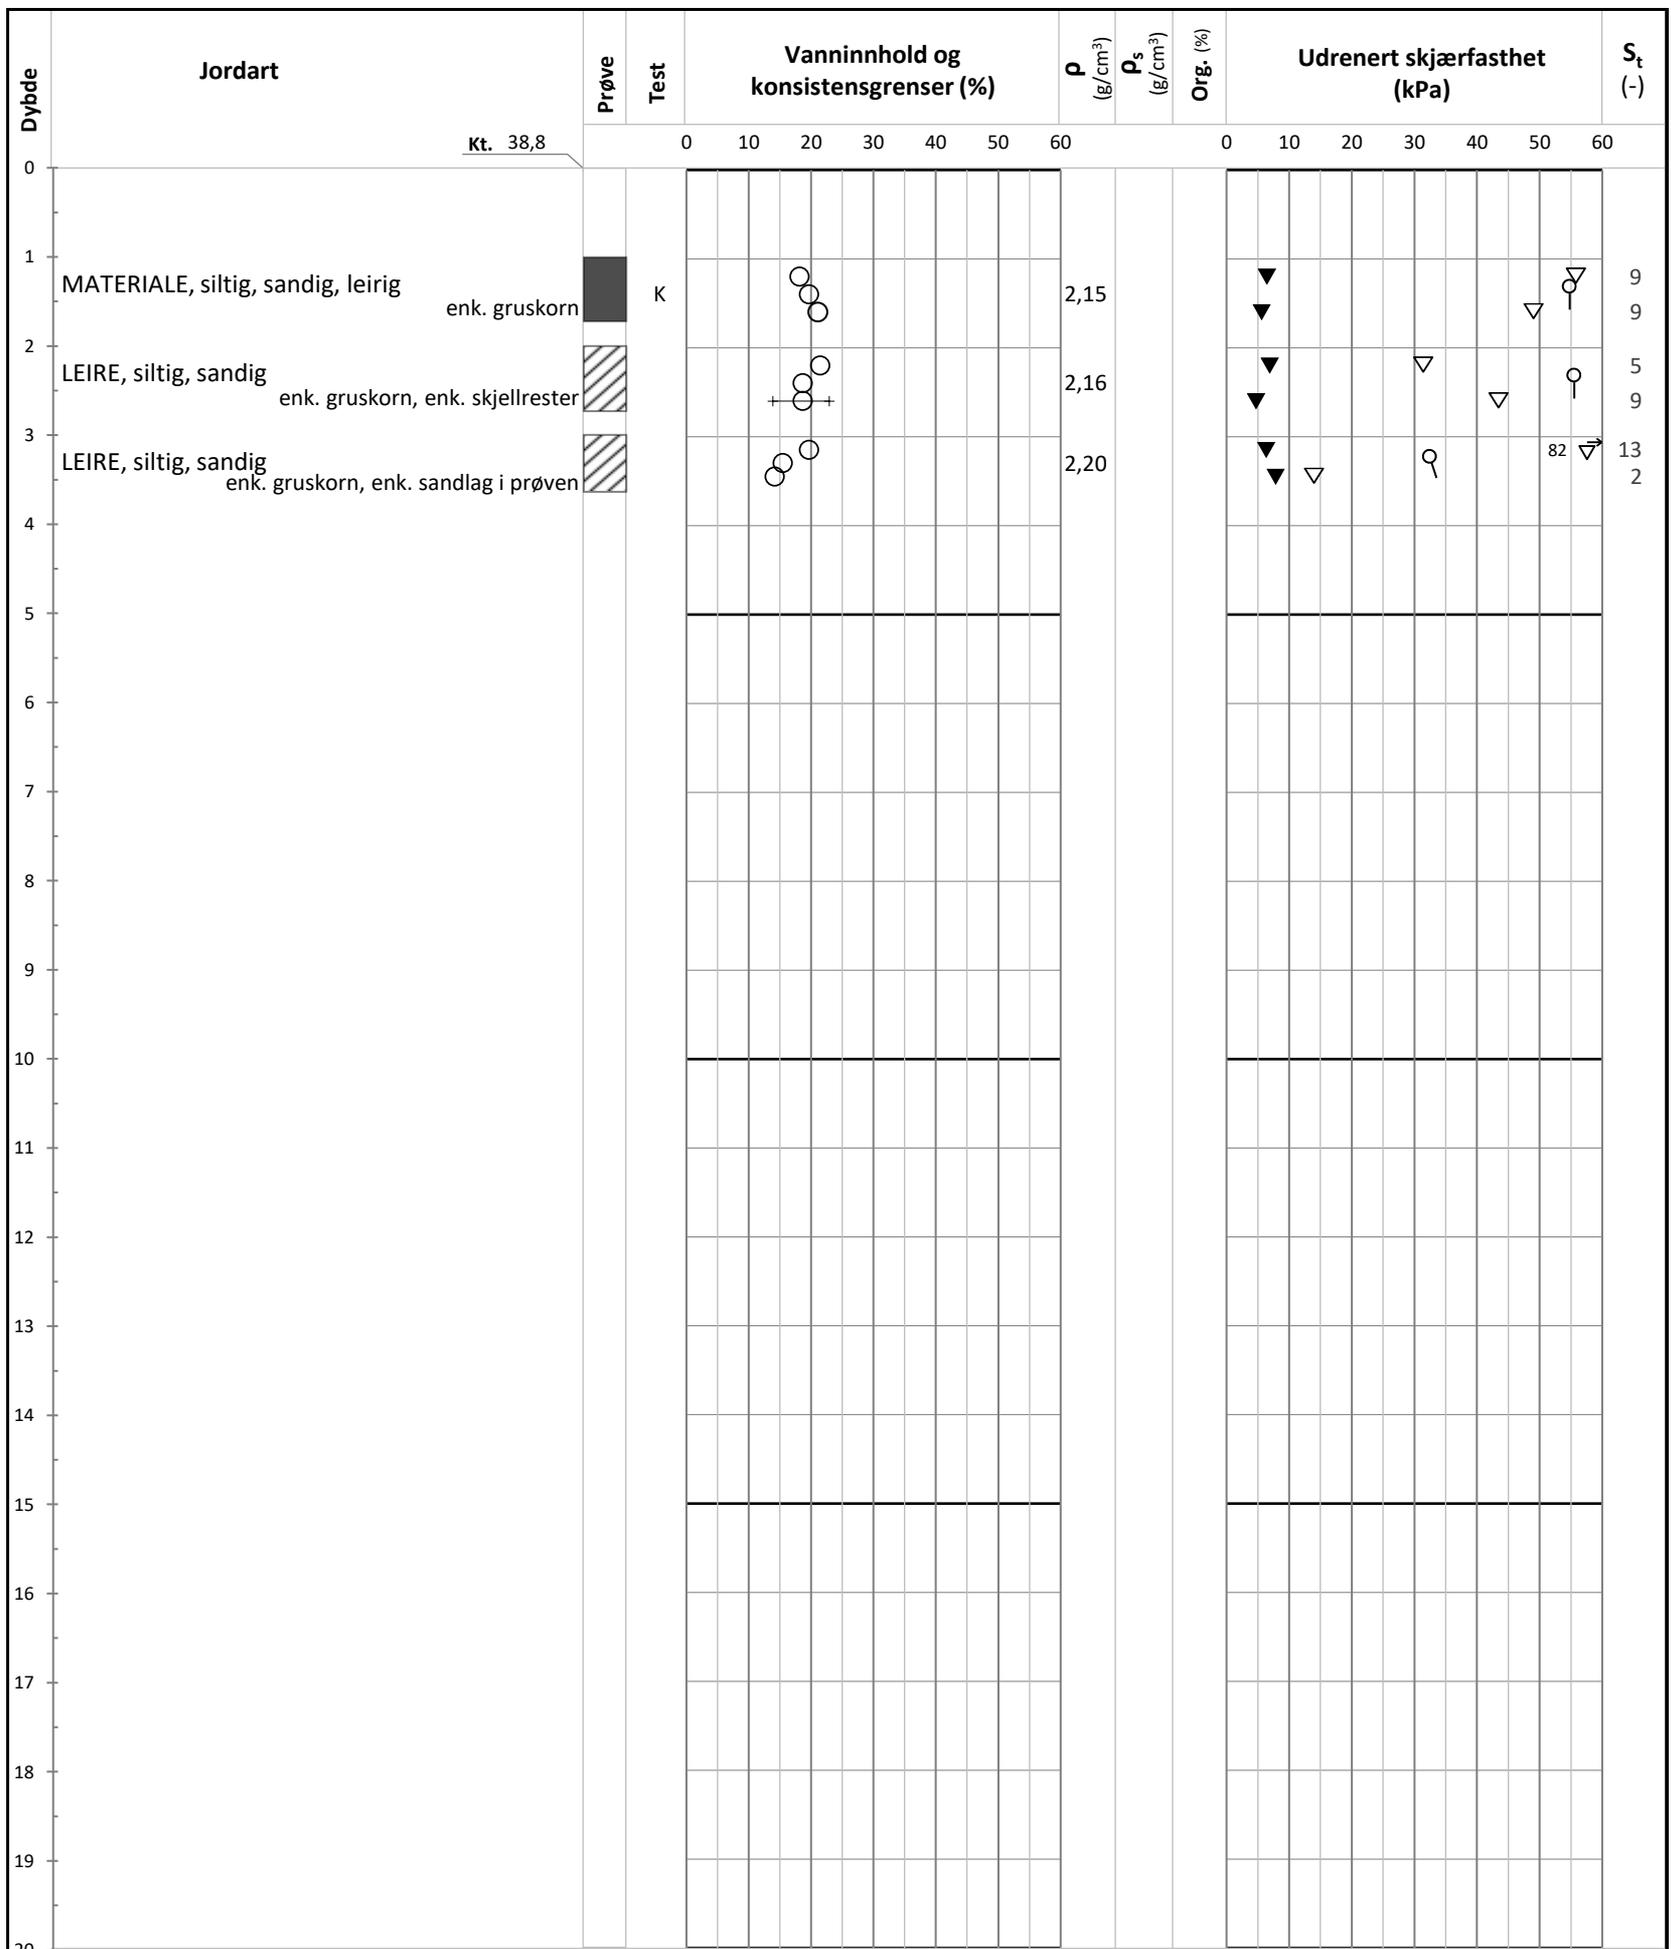 Dybde
Jordart
Prøve
Test
Vanninnhold og
konsistensgrenser (%)
ρ
(g/cm³)
ρs
(g/cm³)
Org. (%)
Udrenert skjærfasthet
(kPa)
St
(-)
Kt. 38,8
0 10 20 30 40 50 60
0 10 20 30 40 50 60
0
1
MATERIALE, siltig, sandig, leirig
enk. gruskorn
K
2,15
9
9
2
LEIRE, siltig, sandig
enk. gruskorn, enk. skjellrester
2,16
5
9
3
LEIRE, siltig, sandig
enk. gruskorn, enk. sandlag i prøven
2,20
82
13
2
4
5
6
7
8
9
10
11
12
13
14
15
16
17
18
19
20